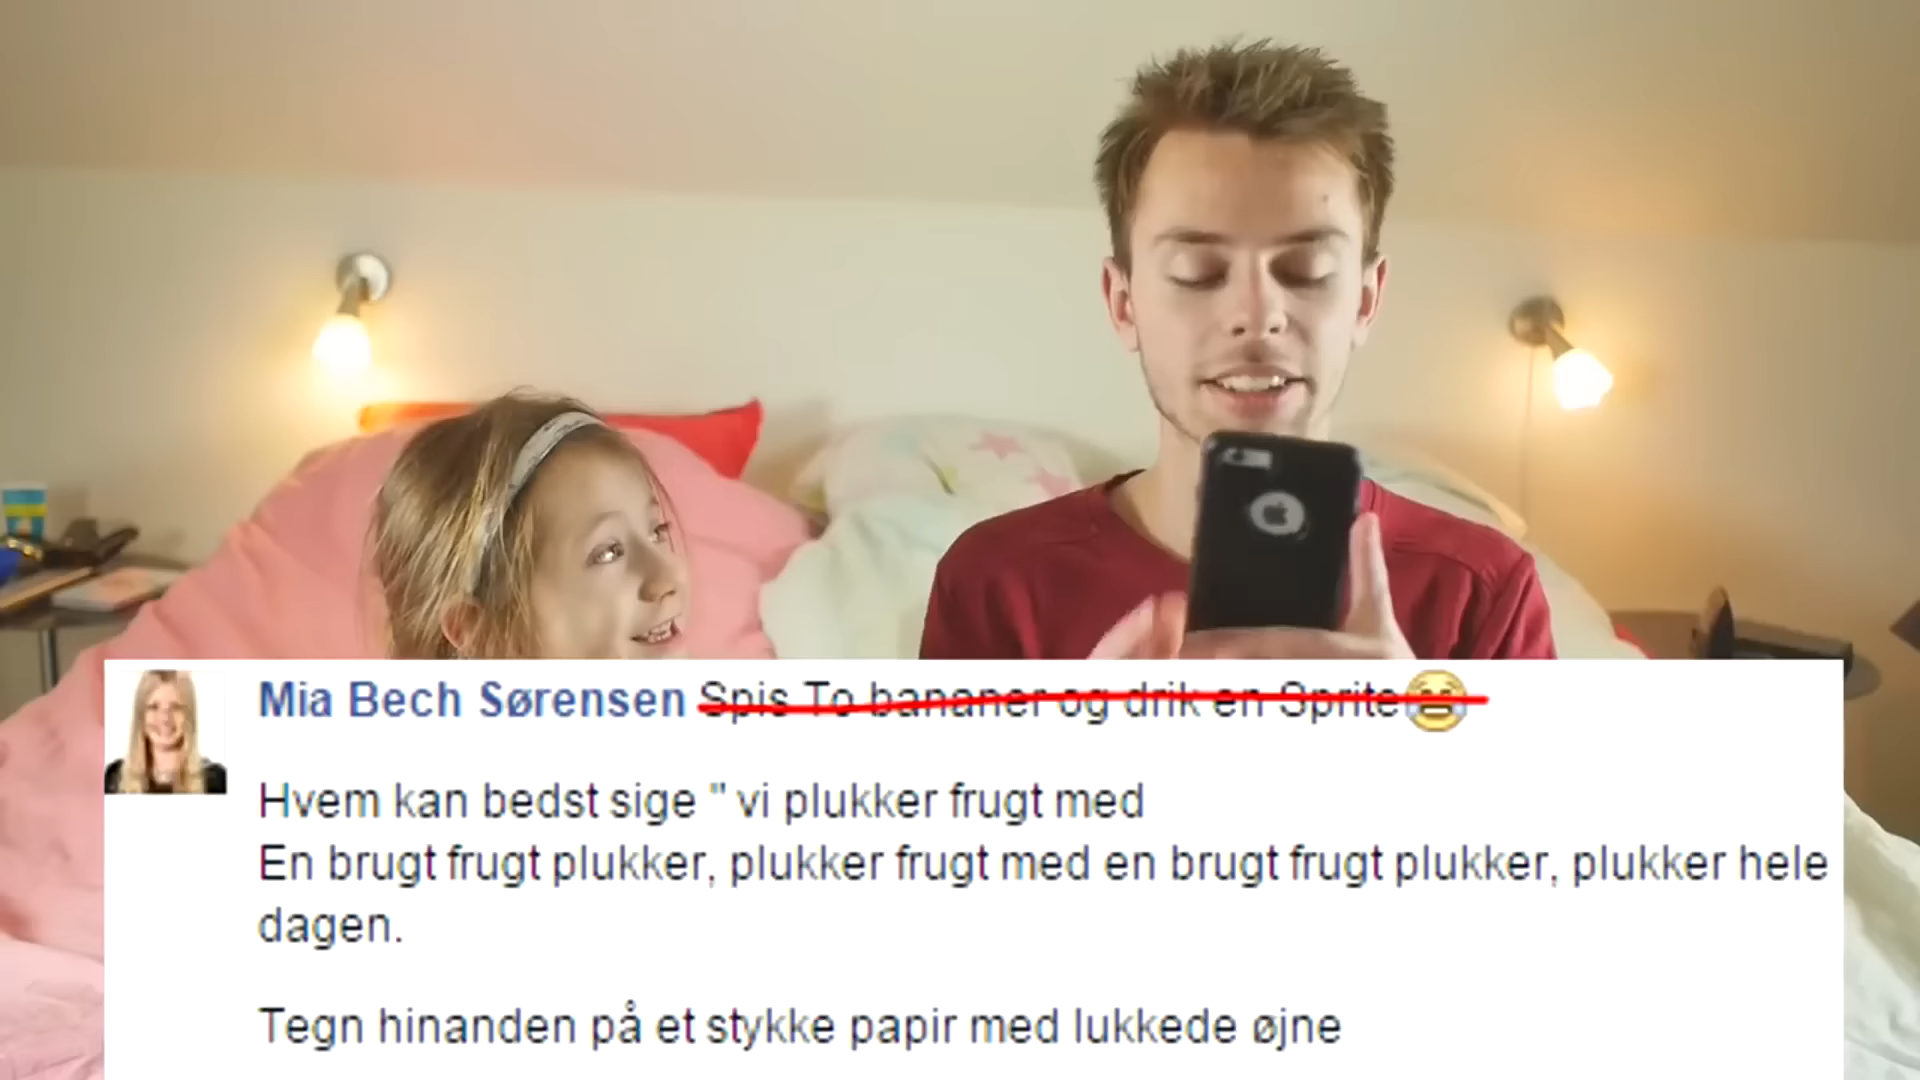 Mia Bech Sørensen Spis To bananer og drik en Sprite😂
Hvem kan bedst sige " vi plukker frugt med
En brugt frugt plukker, plukker frugt med en brugt frugt plukker, plukker hele
dagen.
Tegn hinanden på et stykke papir med lukkede øjne